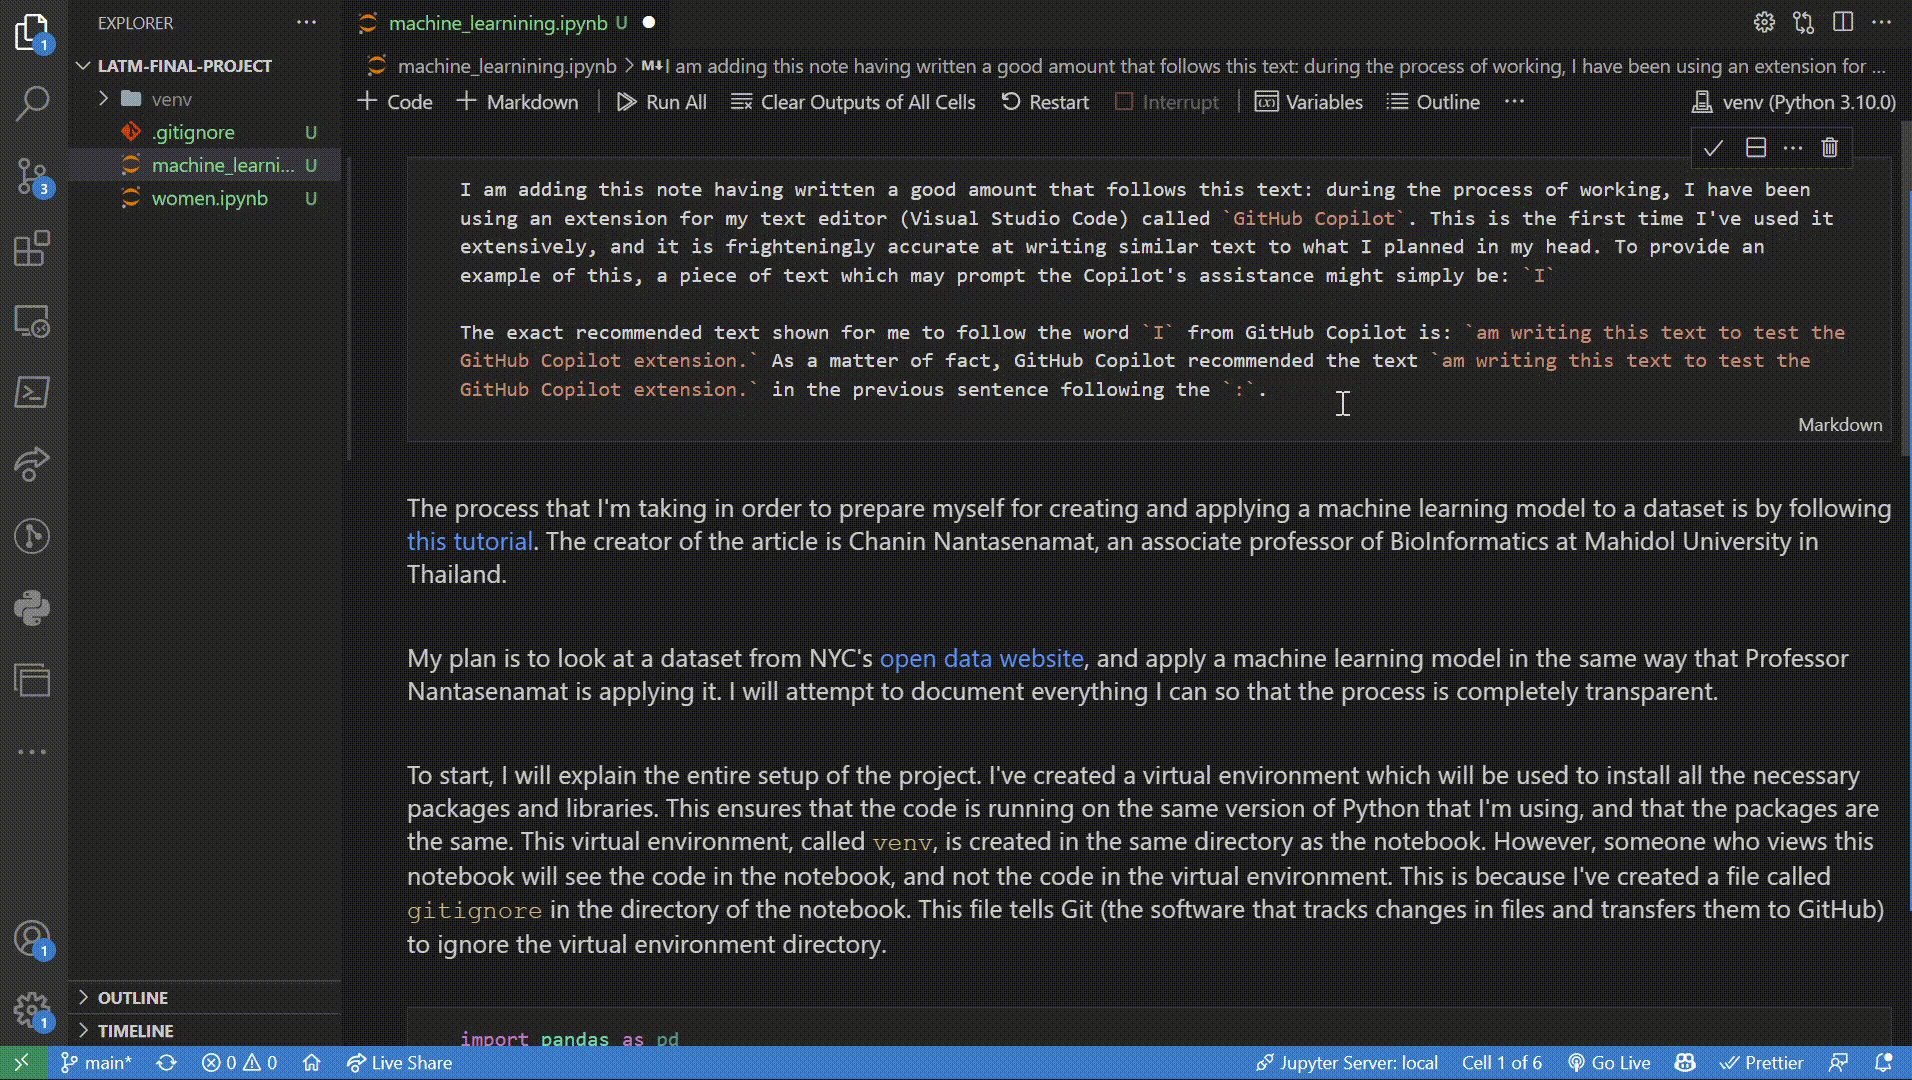 EXPLORER
machine_learnining.ipynb U
LATM-FINAL-PROJECT
venv
.gitignore U
machine_learni... U
women.ipynb U
machine_learnining.ipynb > M↓I am adding this note having written a good amount that follows this text: during the process of working, I have been using an extension for ...
Code Markdown Run All Clear Outputs of All Cells Restart Interrupt Variables Outline ... venv (Python 3.10.0)
I am adding this note having written a good amount that follows this text: during the process of working, I have been
using an extension for my text editor (Visual Studio Code) called `GitHub Copilot`. This is the first time I've used it
extensively, and it is frighteningly accurate at writing similar text to what I planned in my head. To provide an
example of this, a piece of text which may prompt the Copilot's assistance might simply be: `I`
The exact recommended text shown for me to follow the word `I` from GitHub Copilot is: `am writing this text to test the
GitHub Copilot extension.` As a matter of fact, GitHub Copilot recommended the text `am writing this text to test the
GitHub Copilot extension.` in the previous sentence following the `:`.
Markdown
The process that I'm taking in order to prepare myself for creating and applying a machine learning model to a dataset is by following
this tutorial. The creator of the article is Chanin Nantasenamat, an associate professor of BioInformatics at Mahidol University in
Thailand.
My plan is to look at a dataset from NYC's open data website, and apply a machine learning model in the same way that Professor
Nantasenamat is applying it. I will attempt to document everything I can so that the process is completely transparent.
To start, I will explain the entire setup of the project. I've created a virtual environment which will be used to install all the necessary
packages and libraries. This ensures that the code is running on the same version of Python that I'm using, and that the packages are
the same. This virtual environment, called venv, is created in the same directory as the notebook. However, someone who views this
notebook will see the code in the notebook, and not the code in the virtual environment. This is because I've created a file called
gitignore in the directory of the notebook. This file tells Git (the software that tracks changes in files and transfers them to GitHub)
to ignore the virtual environment directory.
import pandas as pd
OUTLINE
TIMELINE
1
3
1
1
main* 0 0 Live Share Jupyter Server: local Cell 1 of 6 Go Live Prettier